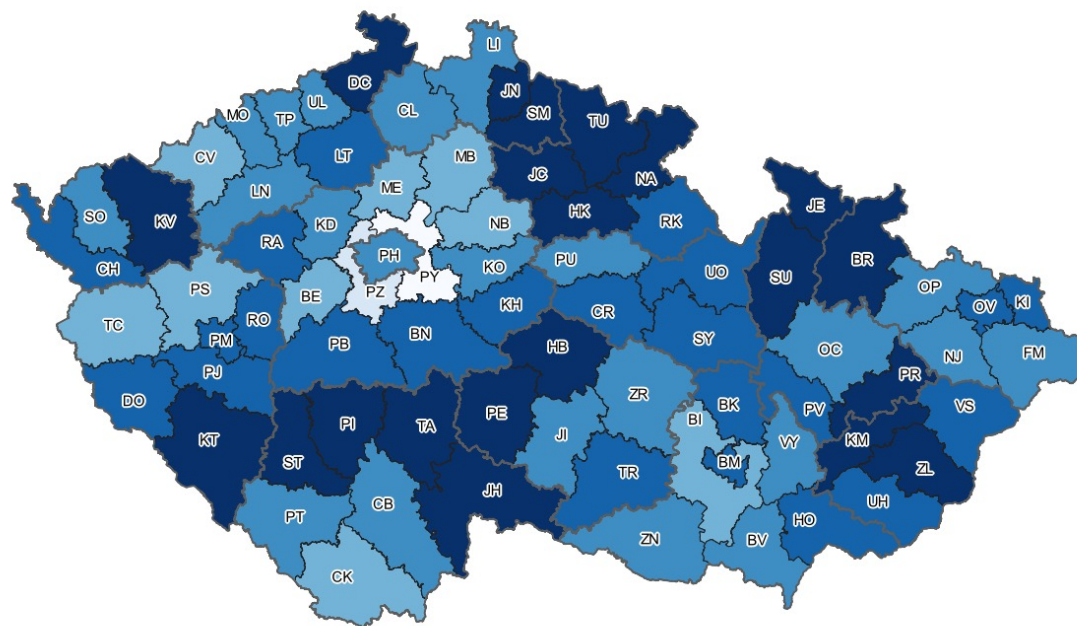 LI
DC
JN
MO
TP
UL
CL
SM
TU
CV
LT
MB
JC
NA
LN
ME
SO
KV
KD
NB
HK
RK
JE
RA
PH
PU
SU
BR
CH
PS
BE
PZ
PY
KO
UO
OP
OV
KI
TC
RO
KH
CR
PM
PB
BN
SY
OC
NJ
FM
PJ
HB
DO
ZR
BK
PR
KT
PI
TA
PE
BI
PV
VS
ST
JI
VY
KM
BM
ZL
JH
TR
CB
UH
PT
HO
ZN
BV
CK